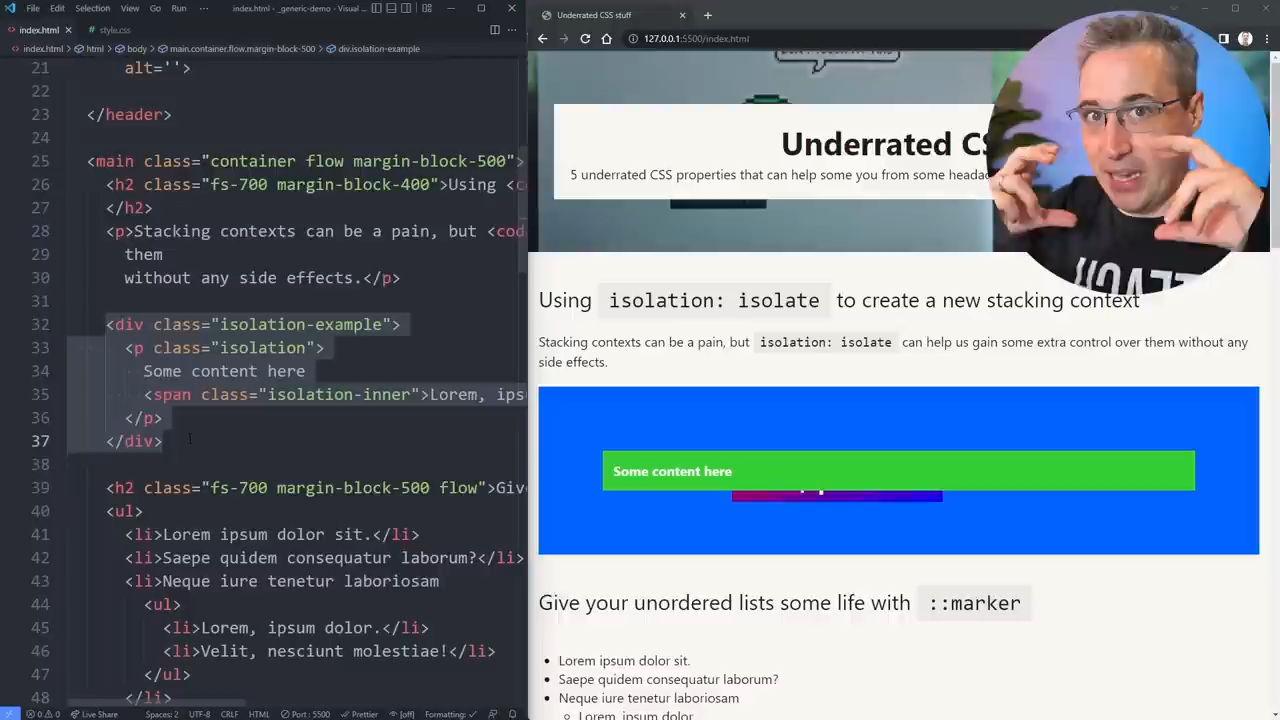 File Edit Selection View Go Run ··· index.html - _generic-demo - Visual ...
index.html style.css
index.html > html > body > main.container.flow.margin-block-500 > div.isolation-example
21 alt=''>
22
23 </header>
24
25 <main class="container flow margin-block-500">
26 <h2 class="fs-700 margin-block-400">Using <c
27 </h2>
28 <p>Stacking contexts can be a pain, but <cod
29 them
30 without any side effects.</p>
31
32 <div class="isolation-example">
33 <p class="isolation">
34 Some content here
35 <span class="isolation-inner">Lorem, ips
36 </p>
37 </div>
38
39 <h2 class="fs-700 margin-block-500 flow">Giv
40 <ul>
41 <li>Lorem ipsum dolor sit.</li>
42 <li>Saepe quidem consequatur laborum?</li>
43 <li>Neque iure tenetur laboriosam
44 <ul>
45 <li>Lorem, ipsum dolor.</li>
46 <li>Velit, nesciunt molestiae!</li>
47 </ul>
48 </li>
0 0 Live Share Spaces: 2 UTF-8 CRLF HTML Port : 5500 Prettier [off] Formatting: ✓
Underrated CSS stuff
127.0.0.1:5500/index.html
Underrated CS
5 underrated CSS properties that can help some you from some heada
Using isolation: isolate to create a new stacking context
Stacking contexts can be a pain, but isolation: isolate can help us gain some extra control over them without any
side effects.
Some content here
Give your unordered lists some life with ::marker
Lorem ipsum dolor sit.
Saepe quidem consequatur laborum?
Neque iure tenetur laboriosam
Lorem, ipsum dolor.